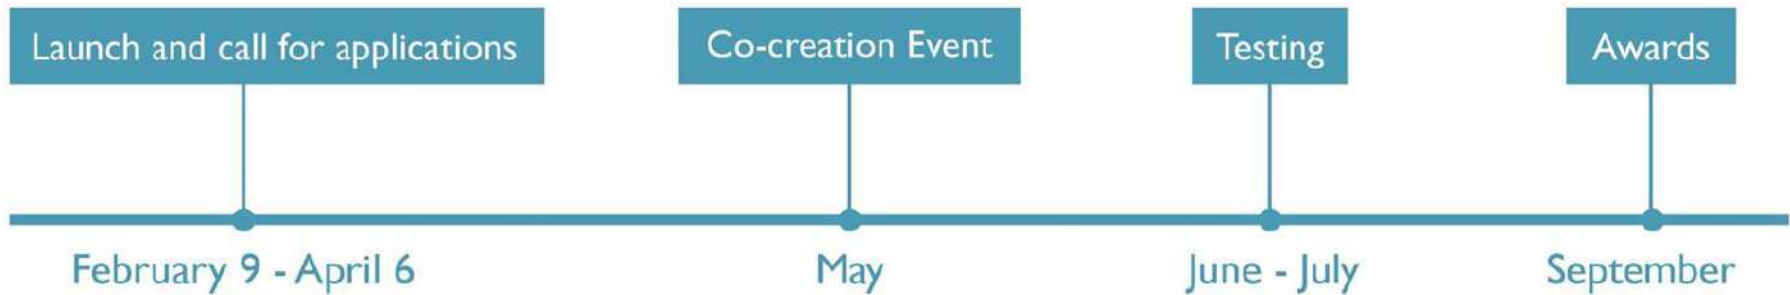 Launch and call for applications
Co-creation Event
Testing
Awards
February 9 - April 6
May
June - July
September